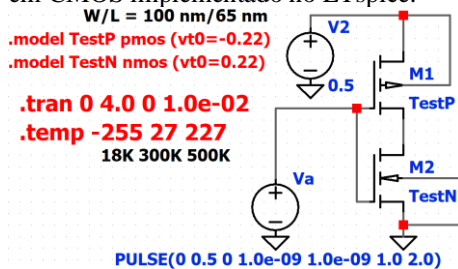 em CMOS implementado no LTspice.
W/L = 100 nm/65 nm
.model TestP pmos (vt0=-0.22)
.model TestN nmos (vt0=0.22)
.tran 0 4.0 0 1.0e-02
.temp -255 27 227
18K 300K 500K
V2
0.5
M1
TestP
Va
M2
TestN
PULSE(0 0.5 0 1.0e-09 1.0e-09 1.0 2.0)